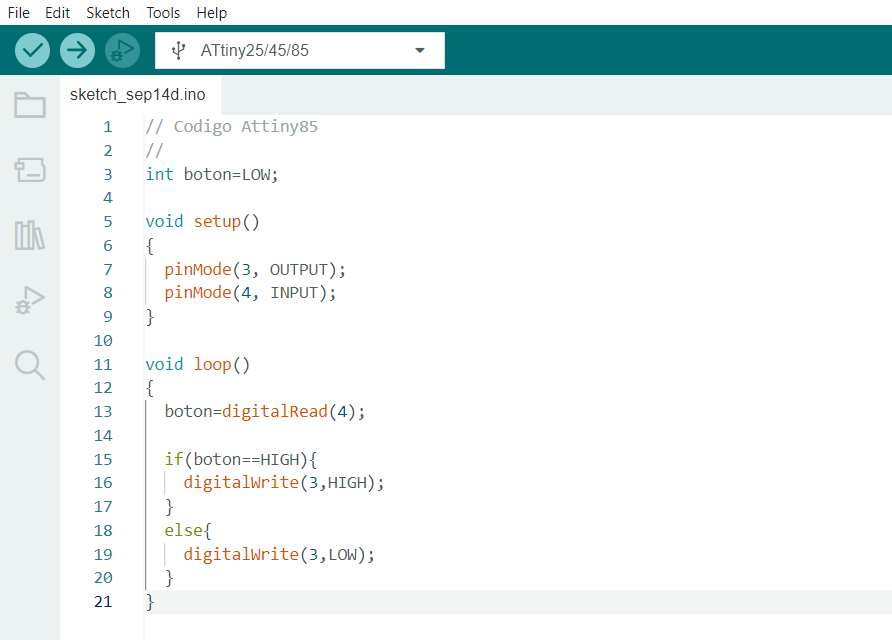 File Edit Sketch Tools Help
ATtiny25/45/85
sketch_sep14d.ino
1 // Codigo Attiny85
2 //
3 int boton=LOW;
4
5 void setup()
6 {
7   pinMode(3, OUTPUT);
8   pinMode(4, INPUT);
9 }
10
11 void loop()
12 {
13   boton=digitalRead(4);
14
15   if(boton==HIGH){
16     digitalWrite(3,HIGH);
17   }
18   else{
19     digitalWrite(3,LOW);
20   }
21 }